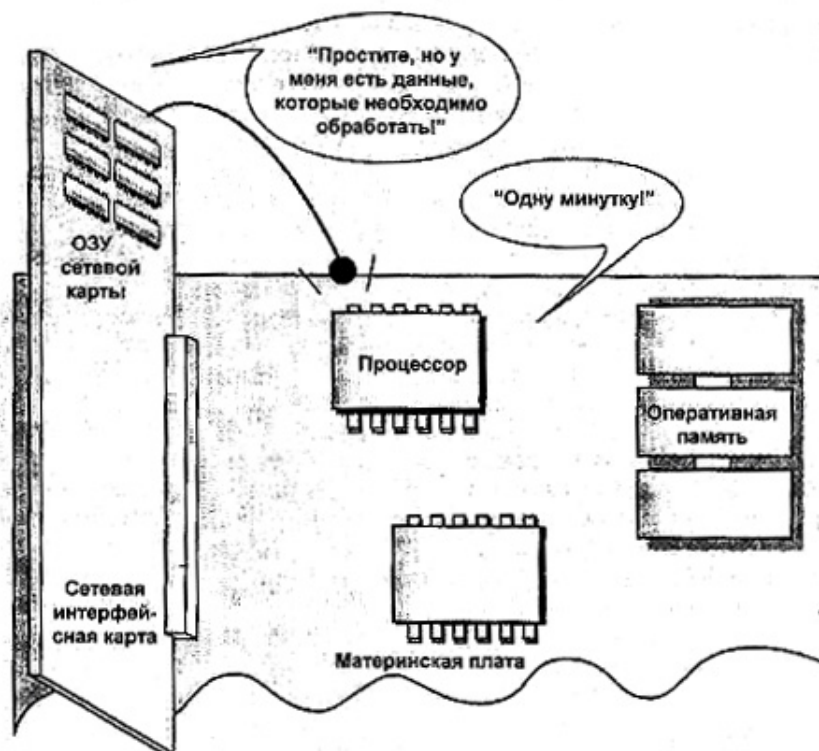 “Простите, но у
меня есть данные,
которые необходимо
обработать!”
“Одну минутку!”
ОЗУ
сетевой
карты
Процессор
Оперативная
память
Сетевая
интерфей-
сная карта
Материнская плата